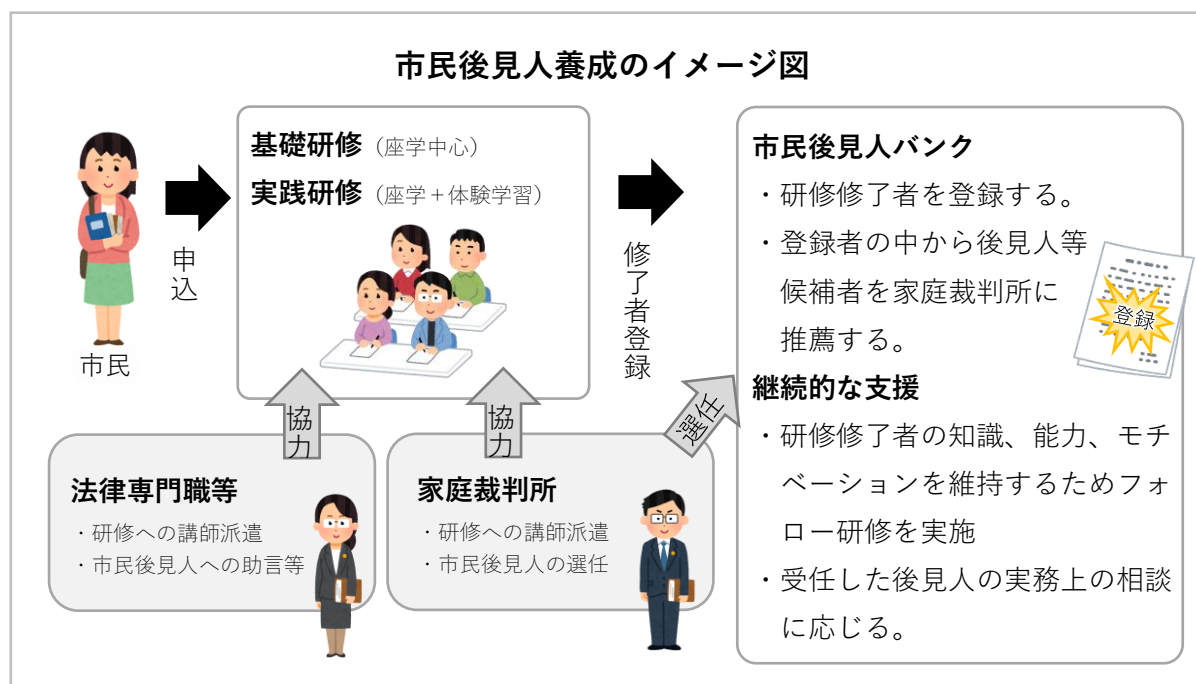 市民後見人養成のイメージ図
市民
申込
基礎研修（座学中心）
実践研修（座学＋体験学習）
修了者登録
協力
協力
選任
法律専門職等
・研修への講師派遣
・市民後見人への助言等
家庭裁判所
・研修への講師派遣
・市民後見人の選任
市民後見人バンク
・研修修了者を登録する。
・登録者の中から後見人等
候補者を家庭裁判所に
推薦する。
登録
継続的な支援
・研修修了者の知識、能力、モチ
ベーションを維持するためフォ
ロー研修を実施
・受任した後見人の実務上の相談
に応じる。